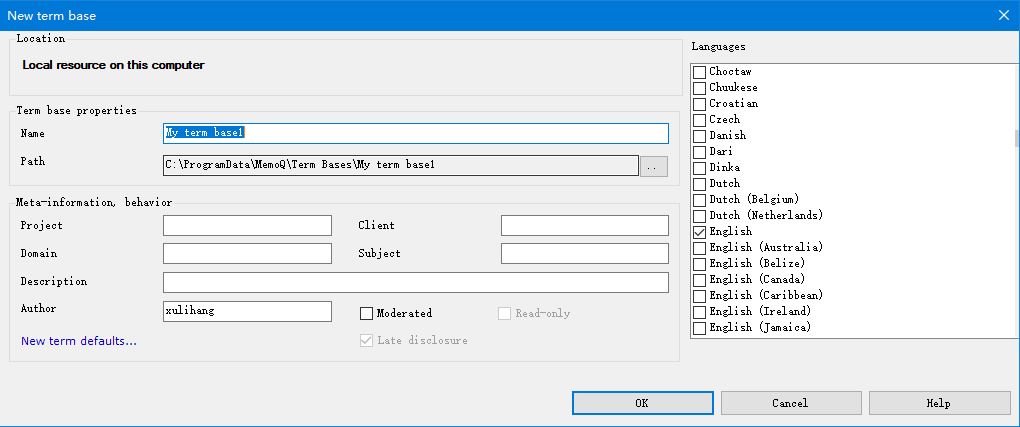 New term base
Location
Local resource on this computer
Term base properties
Name
My term base1
Path
C:\ProgramData\MemoQ\Term Bases\My term base1
..
Meta-information, behavior
Project
Client
Domain
Subject
Description
Author
xulihang
Moderated
Read-only
Late disclosure
New term defaults...
Languages
Choctaw
Chuukese
Croatian
Czech
Danish
Dari
Dinka
Dutch
Dutch (Belgium)
Dutch (Netherlands)
English
English (Australia)
English (Belize)
English (Canada)
English (Caribbean)
English (Ireland)
English (Jamaica)
OK
Cancel
Help